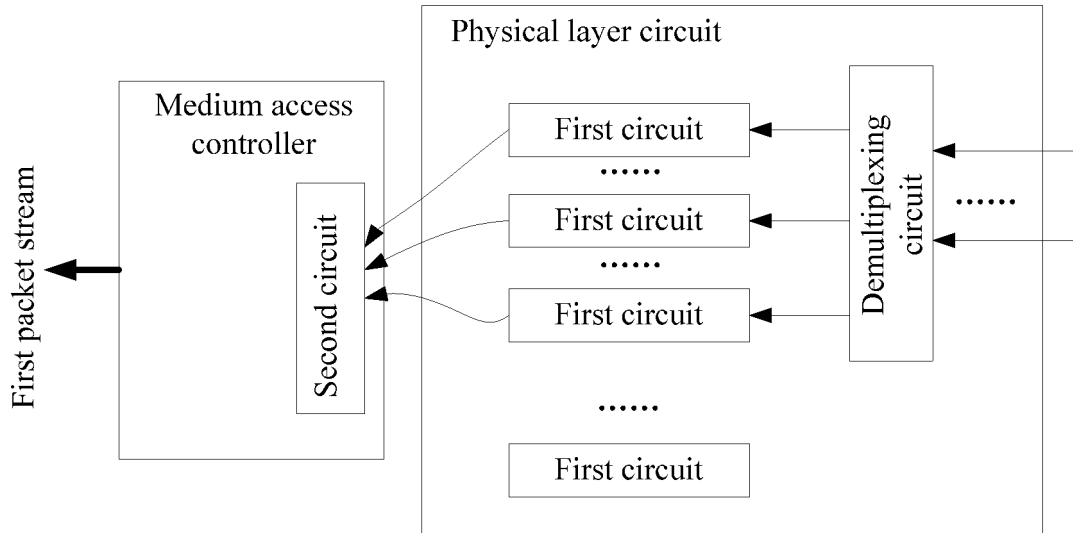 Physical layer circuit
Medium access
controller
First circuit
......
First circuit
......
First circuit
......
First circuit
Second circuit
Demultiplexing
circuit
......
First packet stream